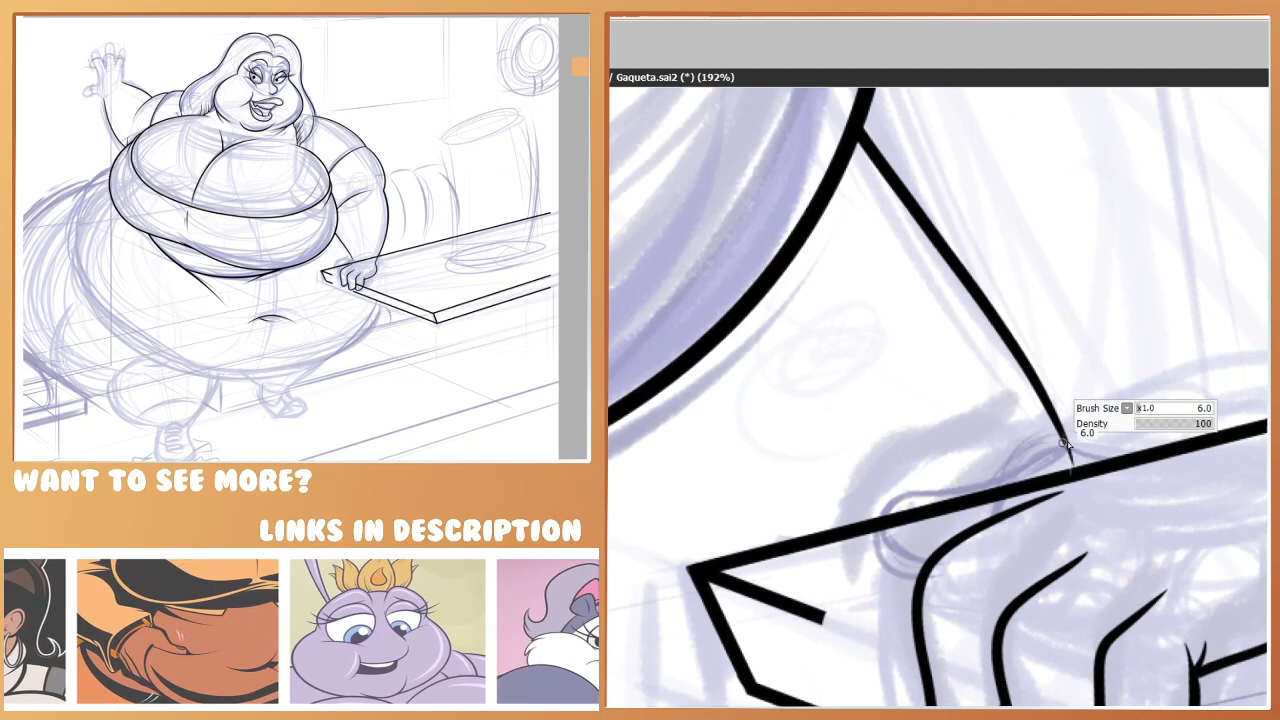 / Gaqueta.sai2 (*) (192%)
Brush Size x1.0 6.0
Density 100
6.0
WANT TO SEE MORE?
LINKS IN DESCRIPTION